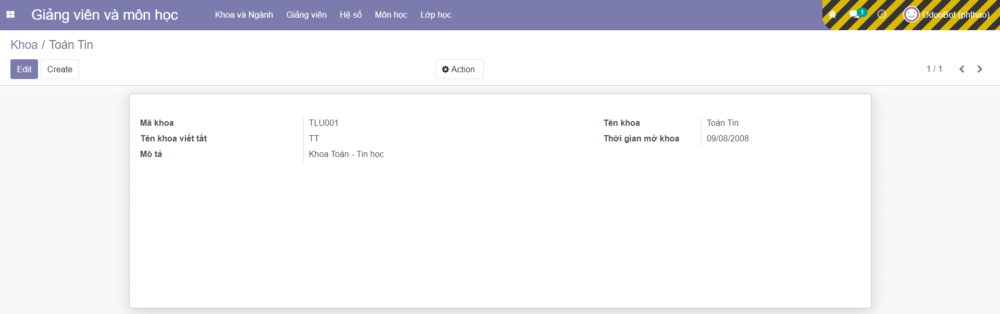 Giảng viên và môn học Khoa và Ngành Giảng viên Hệ số Môn học Lớp học 1 OdooBot (phthao)
Khoa / Toán Tin
Edit Create Action 1 / 1
Mã khoa TLU001 Tên khoa Toán Tin
Tên khoa viết tắt TT Thời gian mở khoa 09/08/2008
Mô tả Khoa Toán - Tin học